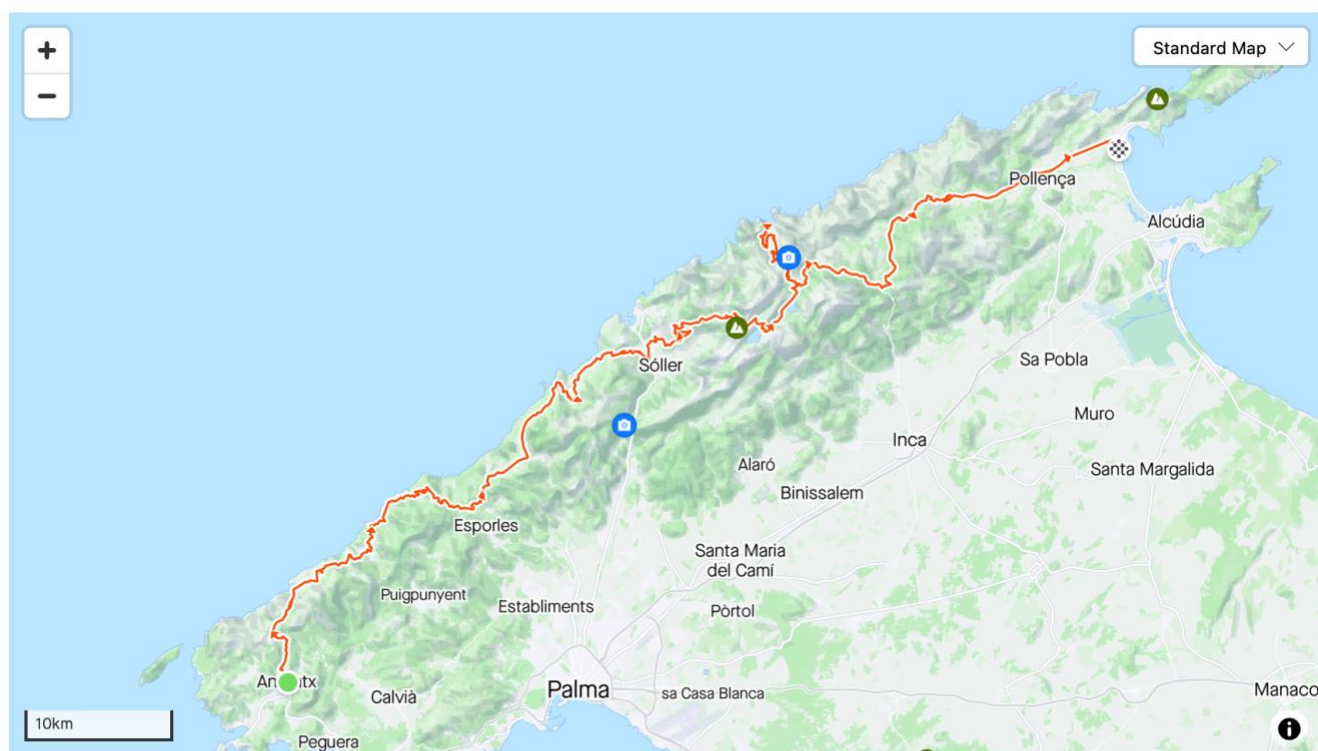 +
Standard Map
−
Pollença
Alcúdia
Sa Pobla
Sóller
Muro
Inca
Alaró
Santa Margalida
Binissalem
Esporles
Santa Maria
del Camí
Puigpunyent
Establiments
Pòrtol
Palma
sa Casa Blanca
Calvià
Manaco
10km
Peguera